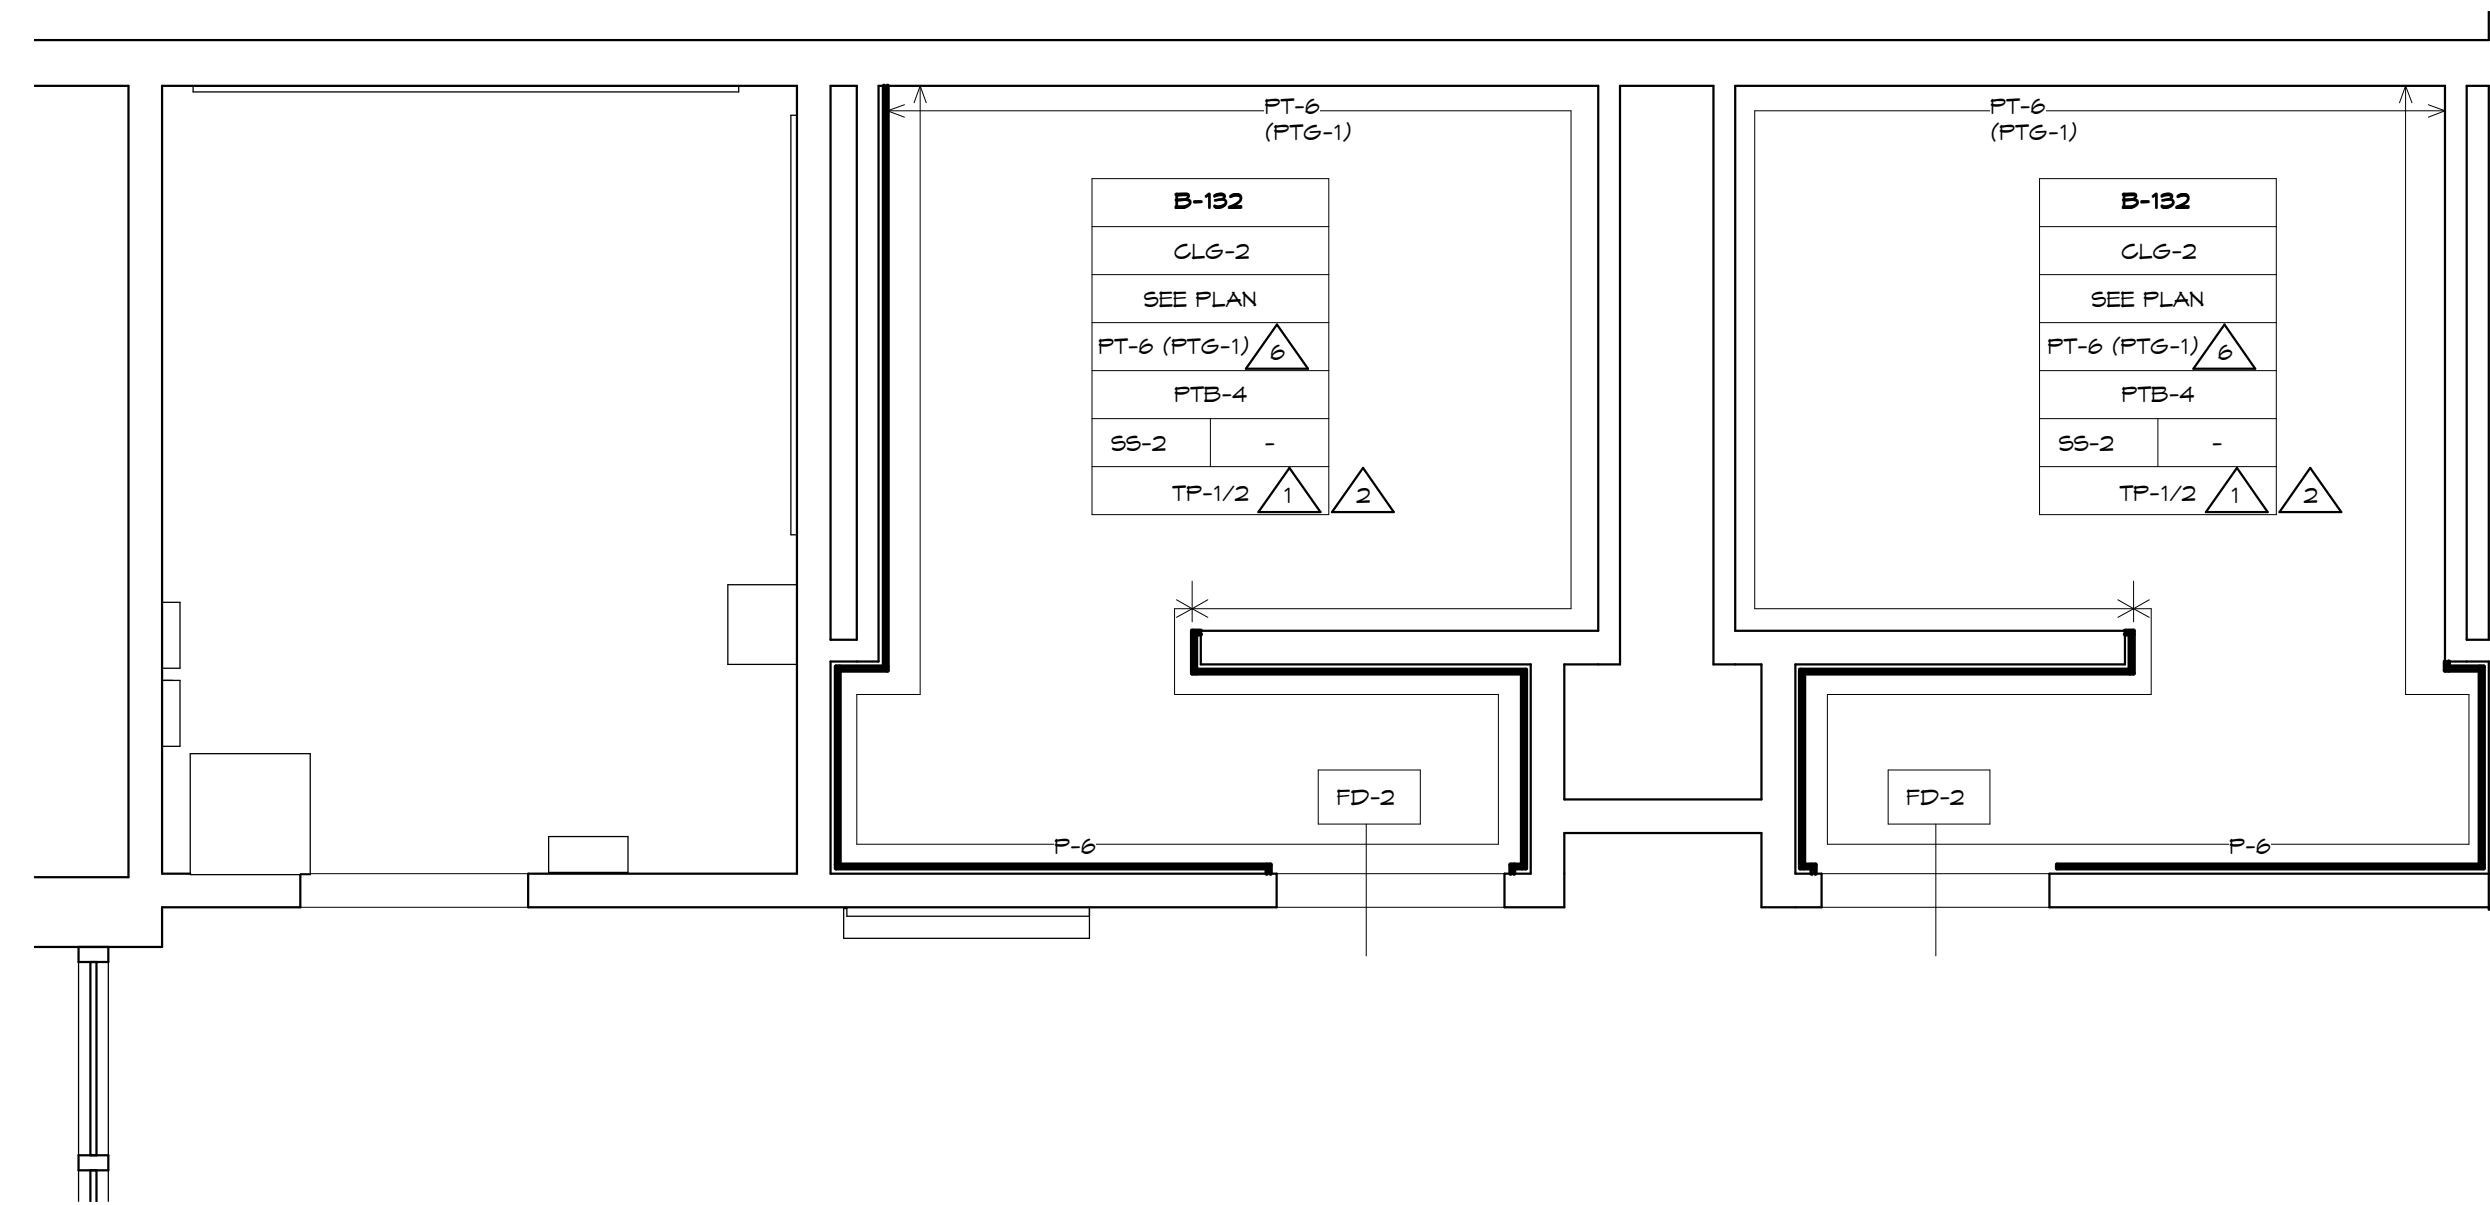 PT-6
(PTG-1)
B-132
CLG-2
SEE PLAN
PT-6 (PTG-1) 6
PTB-4
SS-2 -
TP-1/2 1 2
FD-2
P-6
PT-6
(PTG-1)
B-132
CLG-2
SEE PLAN
PT-6 (PTG-1) 6
PTB-4
SS-2 -
TP-1/2 1 2
FD-2
P-6